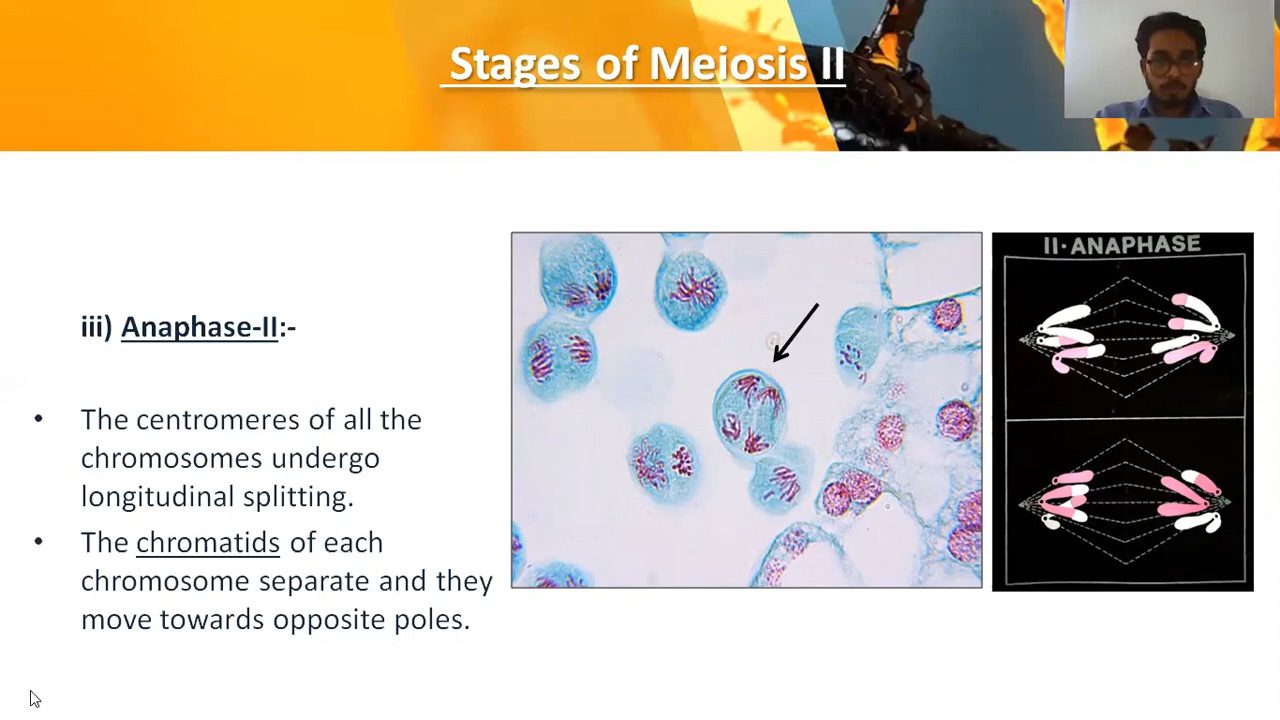 Stages of Meiosis II
II·ANAPHASE
iii) Anaphase-II:-
• The centromeres of all the
chromosomes undergo
longitudinal splitting.
• The chromatids of each
chromosome separate and they
move towards opposite poles.